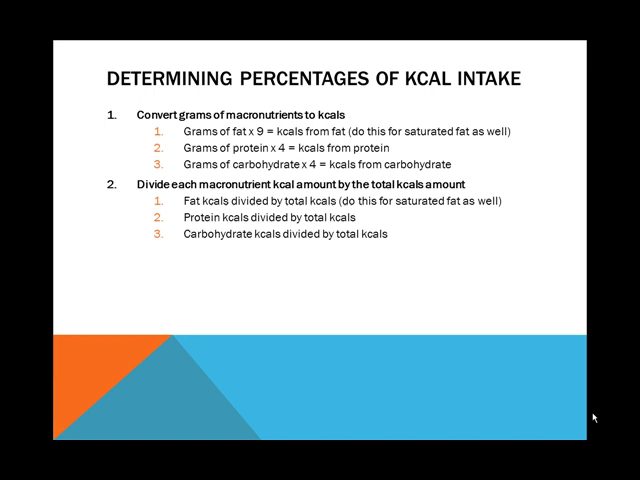 DETERMINING PERCENTAGES OF KCAL INTAKE
1. Convert grams of macronutrients to kcals
1. Grams of fat x 9 = kcals from fat (do this for saturated fat as well)
2. Grams of protein x 4 = kcals from protein
3. Grams of carbohydrate x 4 = kcals from carbohydrate
2. Divide each macronutrient kcal amount by the total kcals amount
1. Fat kcals divided by total kcals (do this for saturated fat as well)
2. Protein kcals divided by total kcals
3. Carbohydrate kcals divided by total kcals